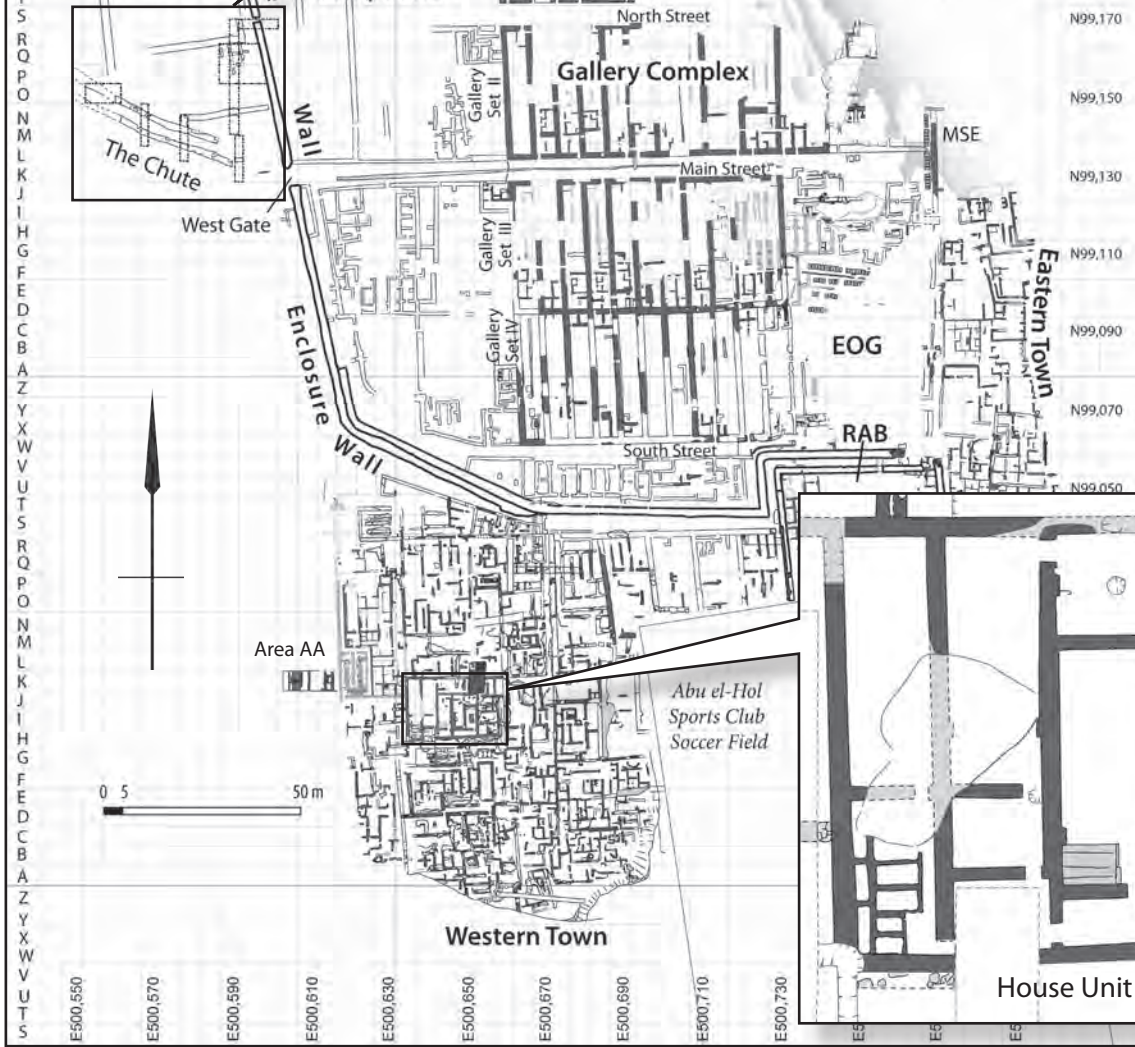 S
R
Q
P
O
N
M
L
K
J
I
H
G
F
E
D
C
B
A
Z
Y
X
W
V
U
T
S
R
Q
P
O
N
M
L
K
J
I
H
G
F
E
D
C
B
A
Z
Y
X
W
V
U
T
S
North Street
N99,170
Gallery Complex
Gallery
Set II
N99,150
Wall
MSE
The Chute
Main Street
N99,130
West Gate
Gallery
Set III
N99,110
Eastern Town
Enclosure
Wall
Gallery
Set IV
EOG
N99,090
N99,070
RAB
South Street
N99,050
Area AA
Abu el-Hol
Sports Club
Soccer Field
0 5 50 m
Western Town
House Unit
E500,550
E500,570
E500,590
E500,610
E500,630
E500,650
E500,670
E500,690
E500,710
E500,730